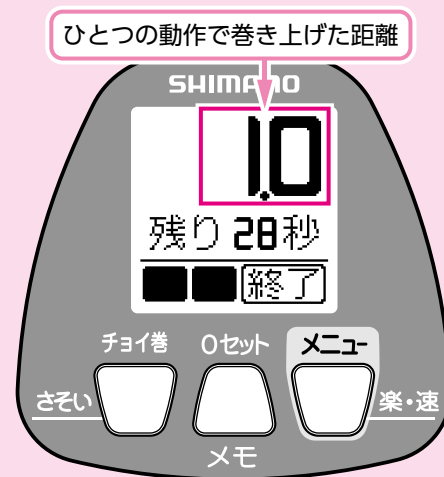 ひとつの動作で巻き上げた距離
SHIMANO
1.0
残り 28秒
終了
チョイ巻 0セット メニュー
さそい 楽・速
メモ